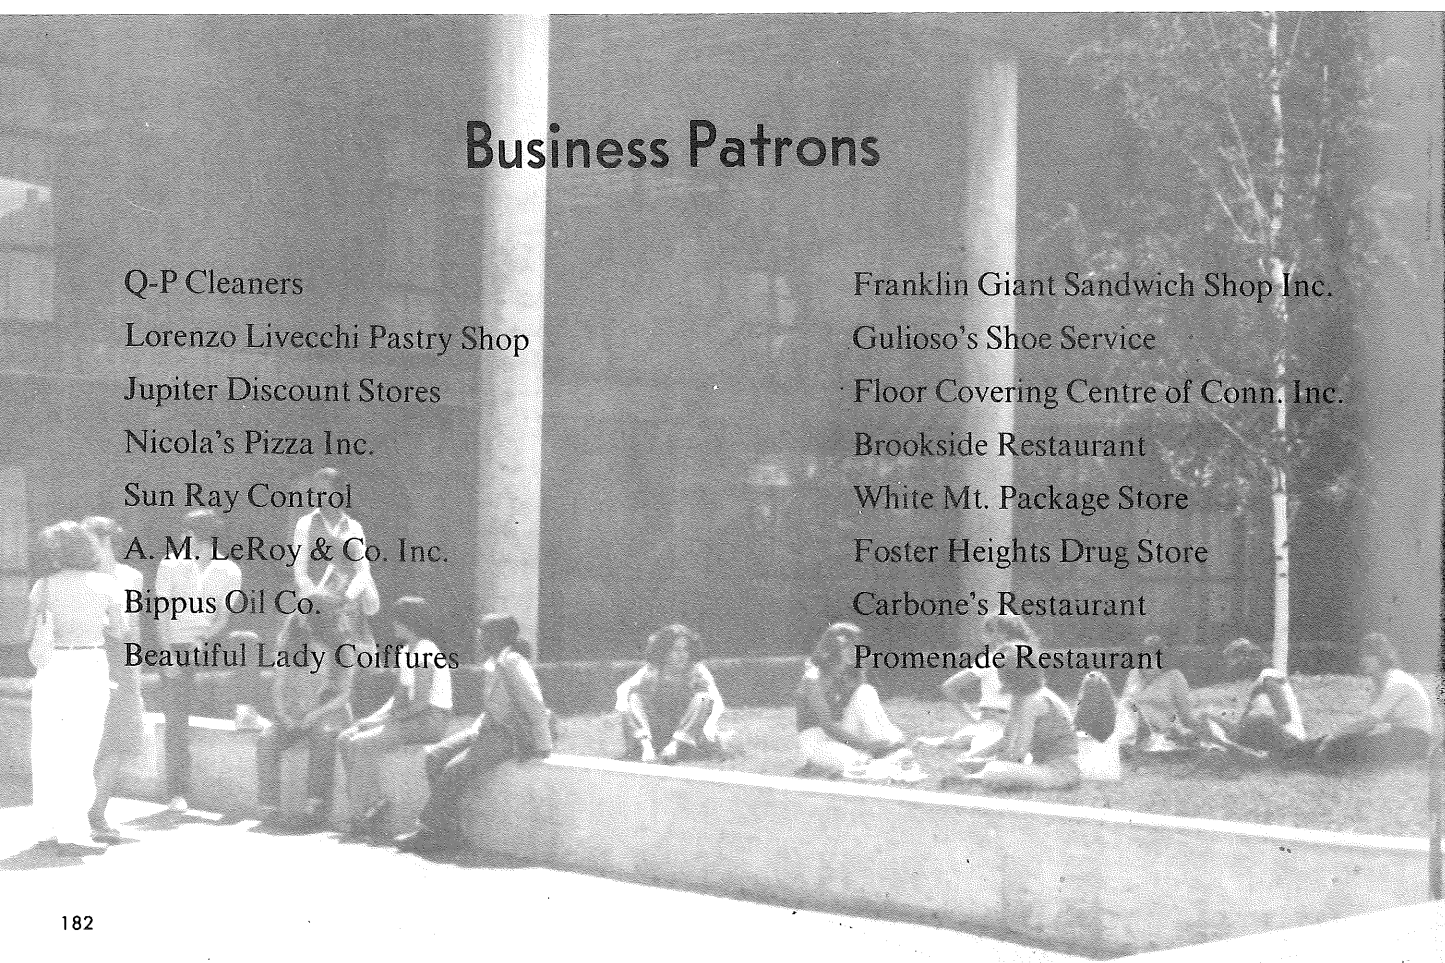 Business Patrons
Q-P Cleaners
Lorenzo Livecchi Pastry Shop
Jupiter Discount Stores
Nicola's Pizza Inc.
Sun Ray Control
A. M. LeRoy & Co. Inc.
Bippus Oil Co.
Beautiful Lady Coiffures
Franklin Giant Sandwich Shop Inc.
Gulioso's Shoe Service
Floor Covering Centre of Conn. Inc.
Brookside Restaurant
White Mt. Package Store
Foster Heights Drug Store
Carbone's Restaurant
Promenade Restaurant
182